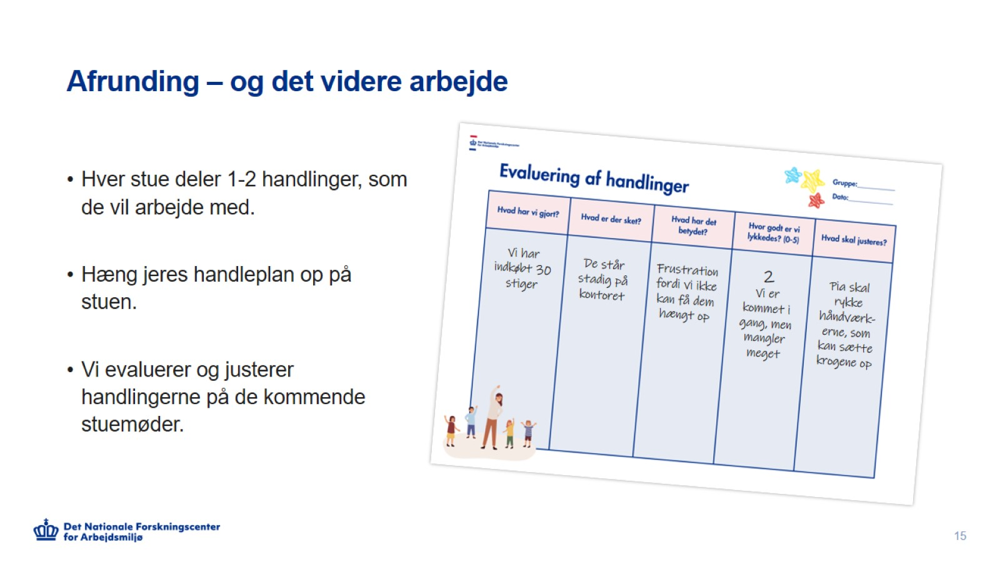 Afrunding – og det videre arbejde
• Hver stue deler 1-2 handlinger, som
de vil arbejde med.
• Hæng jeres handleplan op på
stuen.
• Vi evaluerer og justerer
handlingerne på de kommende
stuemøder.
Det Nationale Forskningscenter
for Arbejdsmiljø
Evaluering af handlinger
Gruppe:
Dato:
Hvad har vi gjort?
Hvad er der sket?
Hvad har det
betydet?
Hvor godt er vi
lykkedes? (0-5)
Hvad skal justeres?
Vi har
indkøbt 30
stiger
De står
stadig på
kontoret
Frustration
fordi vi ikke
kan få dem
hængt op
2
Vi er
kommet i
gang, men
mangler
meget
Pia skal
rykke
håndværk-
erne, som
kan sætte
krogene op
Det Nationale Forskningscenter
for Arbejdsmiljø
15